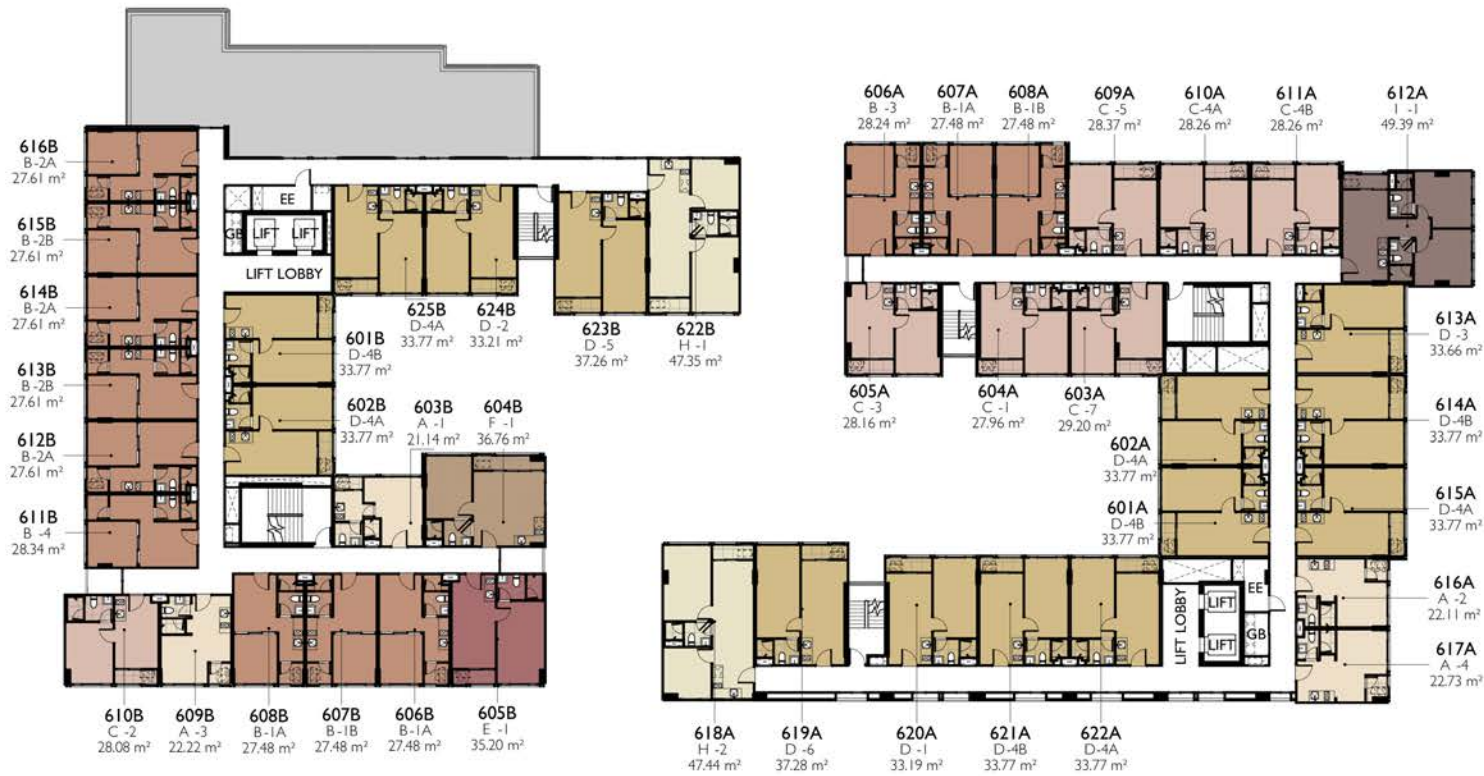 616B
B-2A
27.61 m²
615B
B-2B
27.61 m²
614B
B-2A
27.61 m²
613B
B-2B
27.61 m²
612B
B-2A
27.61 m²
611B
B -4
28.34 m²
EE
GB
LIFT
LIFT
LIFT LOBBY
625B
D-4A
33.77 m²
624B
D -2
33.21 m²
623B
D -5
37.26 m²
622B
H -1
47.35 m²
601B
D-4B
33.77 m²
602B
D-4A
33.77 m²
603B
A -1
21.14 m²
604B
F -1
36.76 m²
610B
C -2
28.08 m²
609B
A -3
22.22 m²
608B
B-1A
27.48 m²
607B
B-1B
27.48 m²
606B
B-1A
27.48 m²
605B
E -1
35.20 m²
606A
B -3
28.24 m²
607A
B-1A
27.48 m²
608A
B-1B
27.48 m²
609A
C -5
28.37 m²
610A
C-4A
28.26 m²
611A
C-4B
28.26 m²
612A
I -1
49.39 m²
605A
C -3
28.16 m²
604A
C -1
27.96 m²
603A
C -7
29.20 m²
613A
D -3
33.66 m²
614A
D-4B
33.77 m²
615A
D-4A
33.77 m²
602A
D-4A
33.77 m²
601A
D-4B
33.77 m²
616A
A -2
22.11 m²
617A
A -4
22.73 m²
LIFT LOBBY
LIFT
LIFT
EE
GB
618A
H -2
47.44 m²
619A
D -6
37.28 m²
620A
D -1
33.19 m²
621A
D-4B
33.77 m²
622A
D-4A
33.77 m²